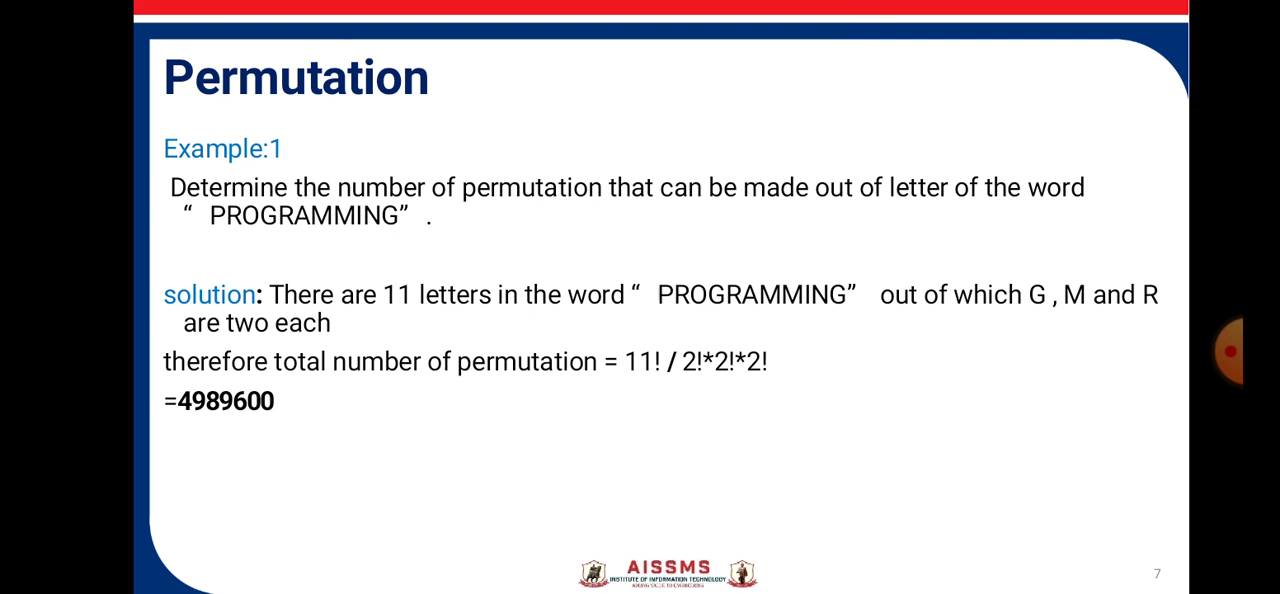 Permutation
Example:1
Determine the number of permutation that can be made out of letter of the word
“ PROGRAMMING” .
solution: There are 11 letters in the word “ PROGRAMMING” out of which G , M and R
are two each
therefore total number of permutation = 11! / 2!*2!*2!
=4989600
AISSMS
INSTITUTE OF INFORMATION TECHNOLOGY
7